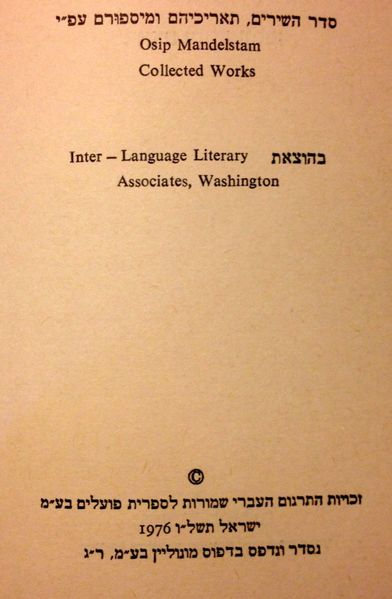 סדר השירים, תאריכיהם ומיספורם עפ״י
Osip Mandelstam
Collected Works
Inter – Language Literary בהוצאת
Associates, Washington
©
זכויות התרגום העברי שמורות לספרית פועלים בע״מ
ישראל תשל״ו 1976
נסדר ונדפס בדפוס מונוליין בע״מ, ר״ג